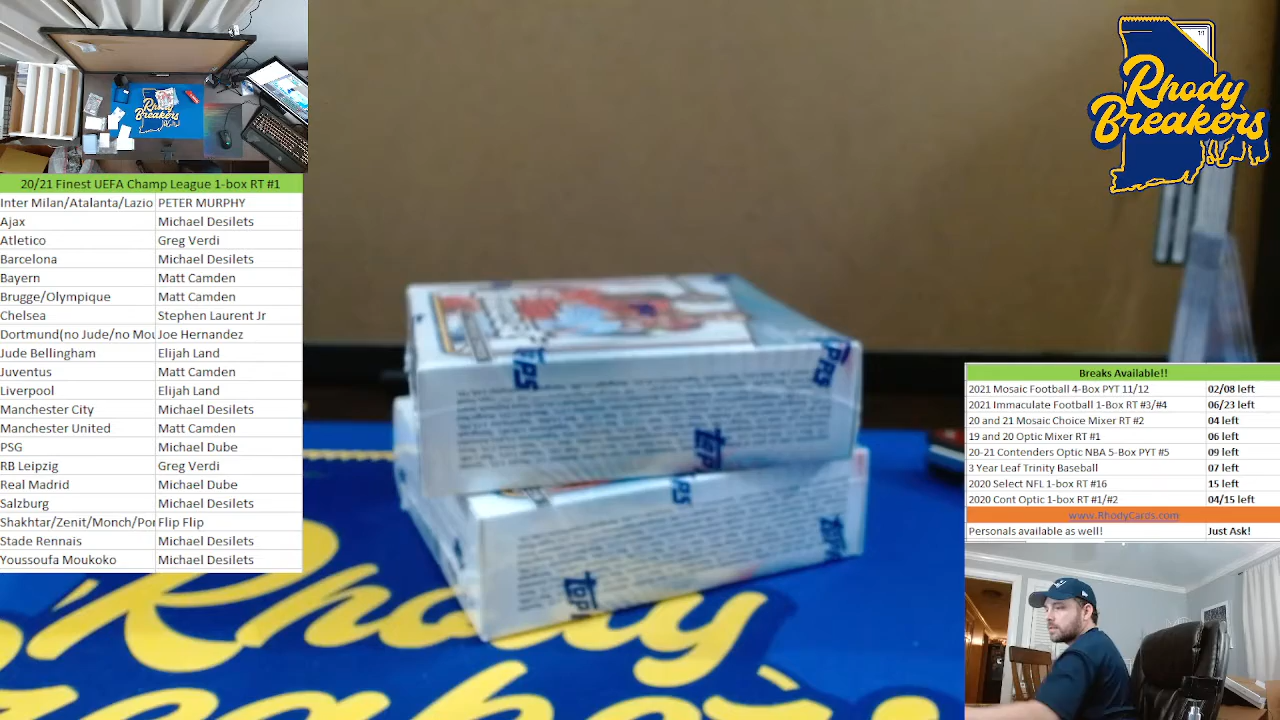 Rhody
Breakers
1/1
20/21 Finest UEFA Champ League 1-box RT #1
Inter Milan/Atalanta/Lazio PETER MURPHY
Ajax Michael Desilets
Atletico Greg Verdi
Barcelona Michael Desilets
Bayern Matt Camden
Brugge/Olympique Matt Camden
Chelsea Stephen Laurent Jr
Dortmund(no Jude/no Mou Joe Hernandez
Jude Bellingham Elijah Land
Juventus Matt Camden
Liverpool Elijah Land
Manchester City Michael Desilets
Manchester United Matt Camden
PSG Michael Dube
RB Leipzig Greg Verdi
Real Madrid Michael Dube
Salzburg Michael Desilets
Shakhtar/Zenit/Monch/Por Flip Flip
Stade Rennais Michael Desilets
Youssoufa Moukoko Michael Desilets
Breaks Available!!
2021 Mosaic Football 4-Box PYT 11/12 02/08 left
2021 Immaculate Football 1-Box RT #3/#4 06/23 left
20 and 21 Mosaic Choice Mixer RT #2 04 left
19 and 20 Optic Mixer RT #1 06 left
20-21 Contenders Optic NBA 5-Box PYT #5 09 left
3 Year Leaf Trinity Baseball 07 left
2020 Select NFL 1-box RT #16 15 left
2020 Cont Optic 1-box RT #1/#2 04/15 left
www.RhodyCards.com
Personals available as well! Just Ask!
Rhody
Breakers
topps
topps
Rhody
Breakers